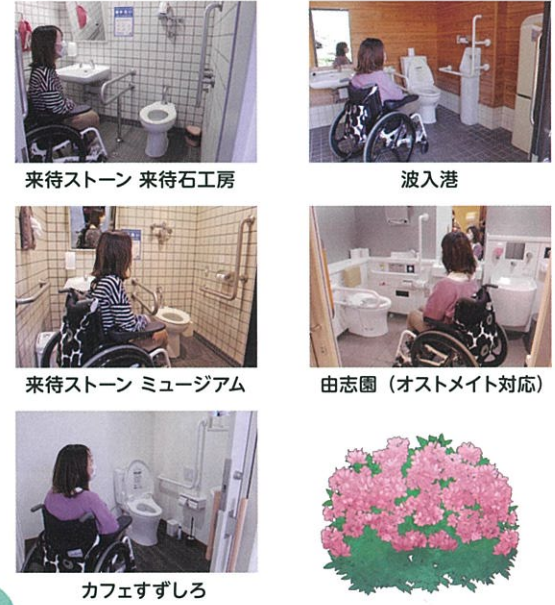 来待ストーン 来待石工房
波入港
来待ストーン ミュージアム
由志園（オストメイト対応）
カフェすずしろ